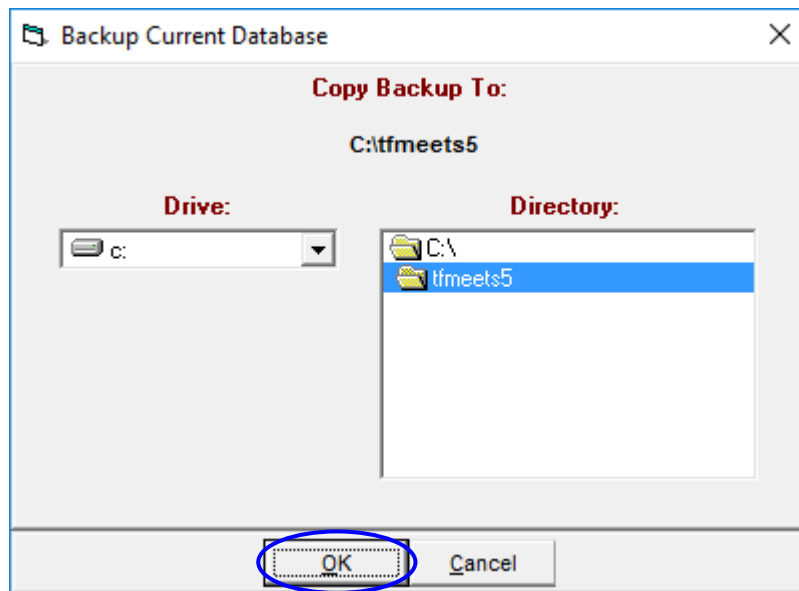 Backup Current Database
Copy Backup To:
C:\tfmeets5
Drive:
Directory:
c:
C:\
tfmeets5
OK
Cancel